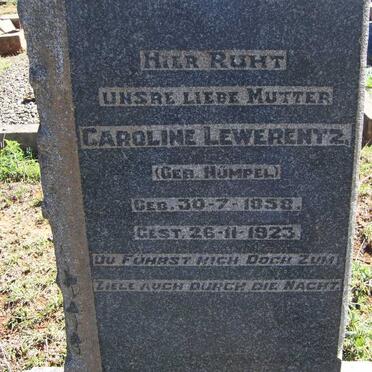 HIER RUHT
UNSRE LIEBE MUTTER
CAROLINE LEWERENTZ,
(GEB. HÜMPEL)
GEB. 30-7-1858.
GEST. 26-11-1923.
DU FÜHRST MICH DOCH ZUM
ZIELE AUCH DURCH DIE NACHT.